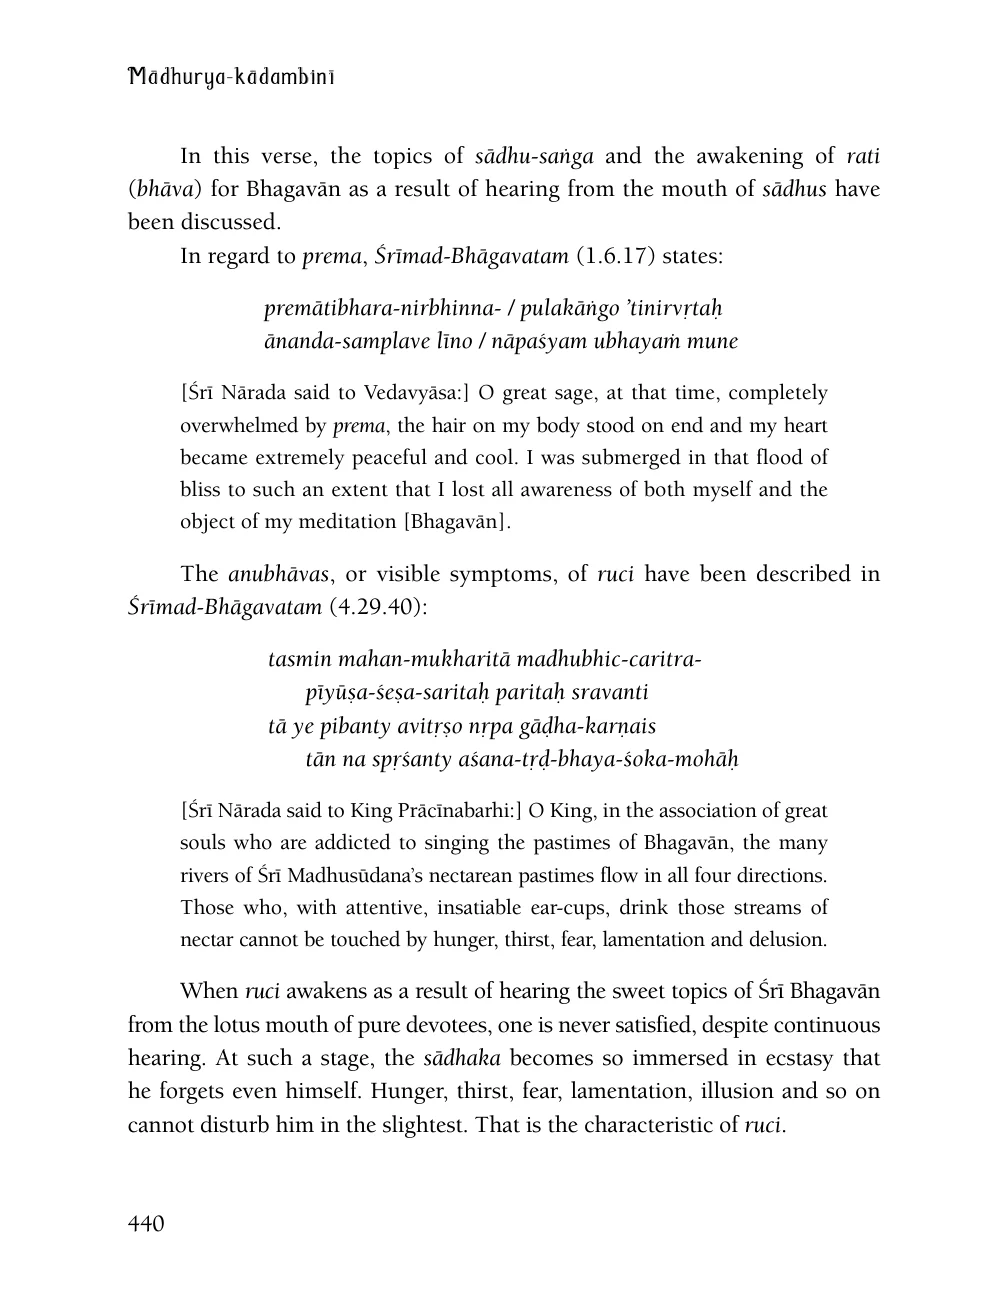 Mādhurya-kādambinī
In this verse, the topics of sādhu-saṅga and the awakening of rati
(bhāva) for Bhagavān as a result of hearing from the mouth of sādhus have
been discussed.
In regard to prema, Śrīmad-Bhāgavatam (1.6.17) states:
premātibhara-nirbhinna- / pulakāṅgo ’tinirvṛtaḥ
ānanda-samplave līno / nāpaśyam ubhayaṁ mune
[Śrī Nārada said to Vedavyāsa:] O great sage, at that time, completely
overwhelmed by prema, the hair on my body stood on end and my heart
became extremely peaceful and cool. I was submerged in that flood of
bliss to such an extent that I lost all awareness of both myself and the
object of my meditation [Bhagavān].
The anubhāvas, or visible symptoms, of ruci have been described in
Śrīmad-Bhāgavatam (4.29.40):
tasmin mahan-mukharitā madhubhic-caritra-
pīyūṣa-śeṣa-saritaḥ paritaḥ sravanti
tā ye pibanty avitṛṣo nṛpa gāḍha-karṇais
tān na spṛśanty aśana-tṛḍ-bhaya-śoka-mohāḥ
[Śrī Nārada said to King Prācīnabarhi:] O King, in the association of great
souls who are addicted to singing the pastimes of Bhagavān, the many
rivers of Śrī Madhusūdana’s nectarean pastimes flow in all four directions.
Those who, with attentive, insatiable ear-cups, drink those streams of
nectar cannot be touched by hunger, thirst, fear, lamentation and delusion.
When ruci awakens as a result of hearing the sweet topics of Śrī Bhagavān
from the lotus mouth of pure devotees, one is never satisfied, despite continuous
hearing. At such a stage, the sādhaka becomes so immersed in ecstasy that
he forgets even himself. Hunger, thirst, fear, lamentation, illusion and so on
cannot disturb him in the slightest. That is the characteristic of ruci.
440